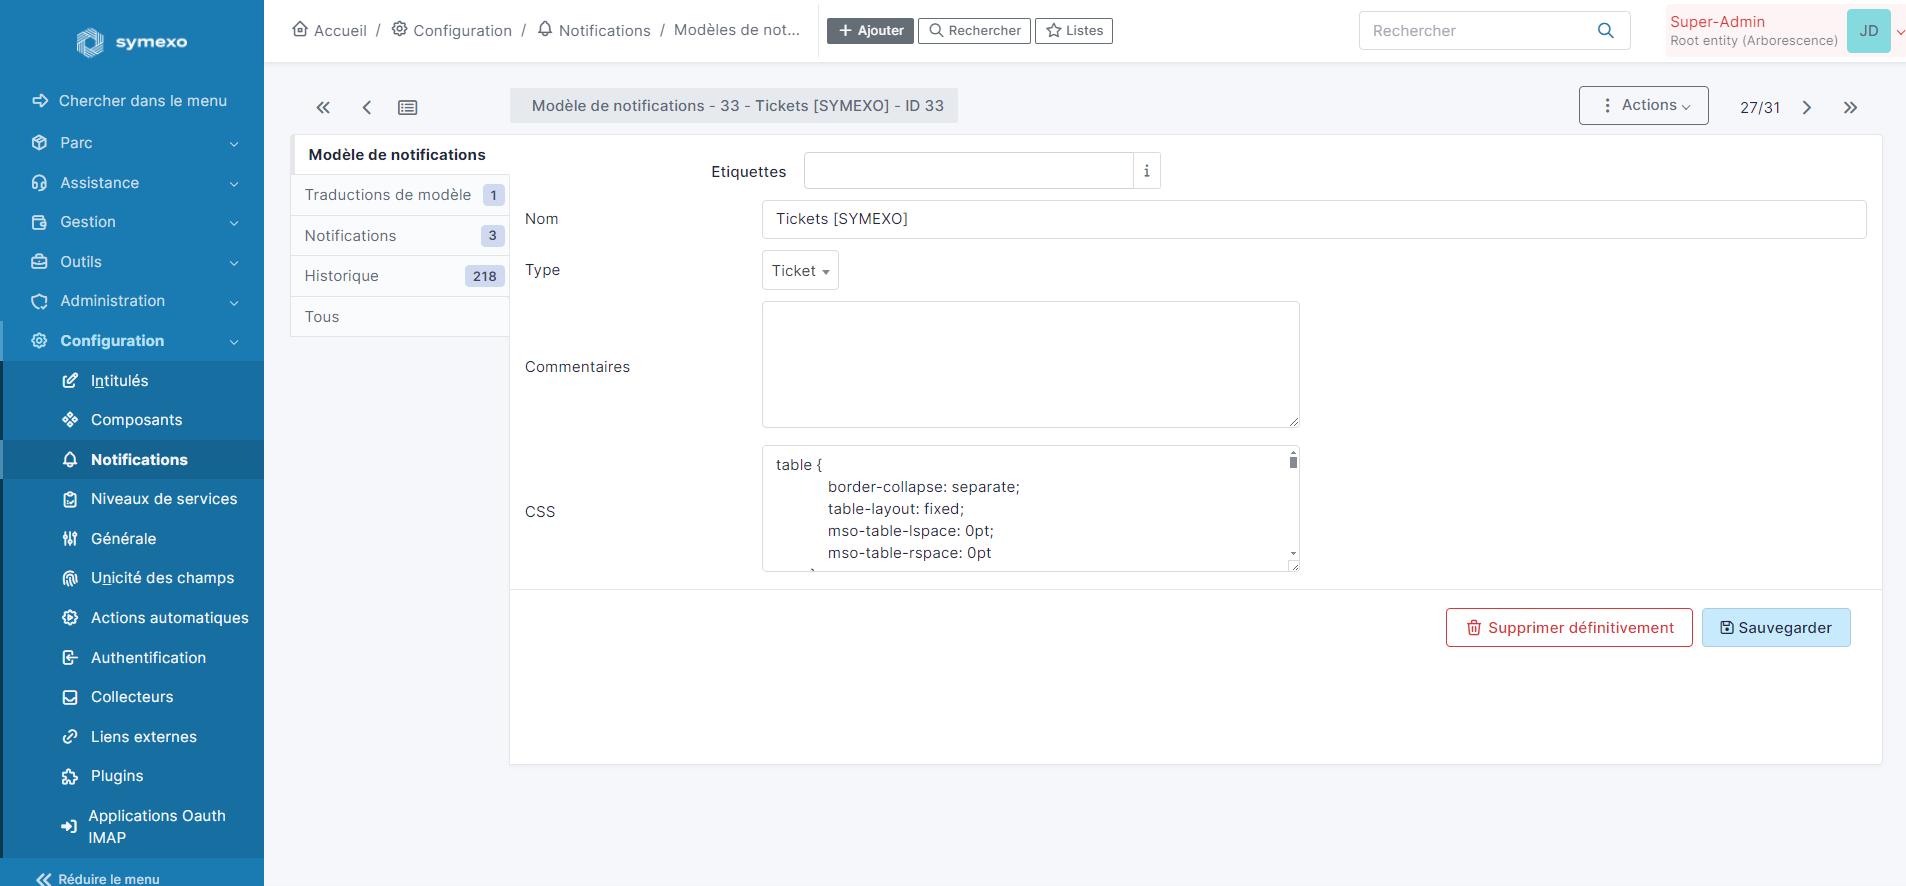 symexo
Chercher dans le menu
Parc
Assistance
Gestion
Outils
Administration
Configuration
Intitulés
Composants
Notifications
Niveaux de services
Générale
Unicité des champs
Actions automatiques
Authentification
Collecteurs
Liens externes
Plugins
Applications Oauth
IMAP
Réduire le menu
Accueil / Configuration / Notifications / Modèles de not...
Ajouter
Rechercher
Listes
Rechercher
Super-Admin
Root entity (Arborescence)
JD
Modèle de notifications - 33 - Tickets [SYMEXO] - ID 33
Actions
27/31
Modèle de notifications
Traductions de modèle 1
Notifications 3
Historique 218
Tous
Etiquettes
i
Nom
Tickets [SYMEXO]
Type
Ticket
Commentaires
CSS
table {
border-collapse: separate;
table-layout: fixed;
mso-table-lspace: 0pt;
mso-table-rspace: 0pt
Supprimer définitivement
Sauvegarder